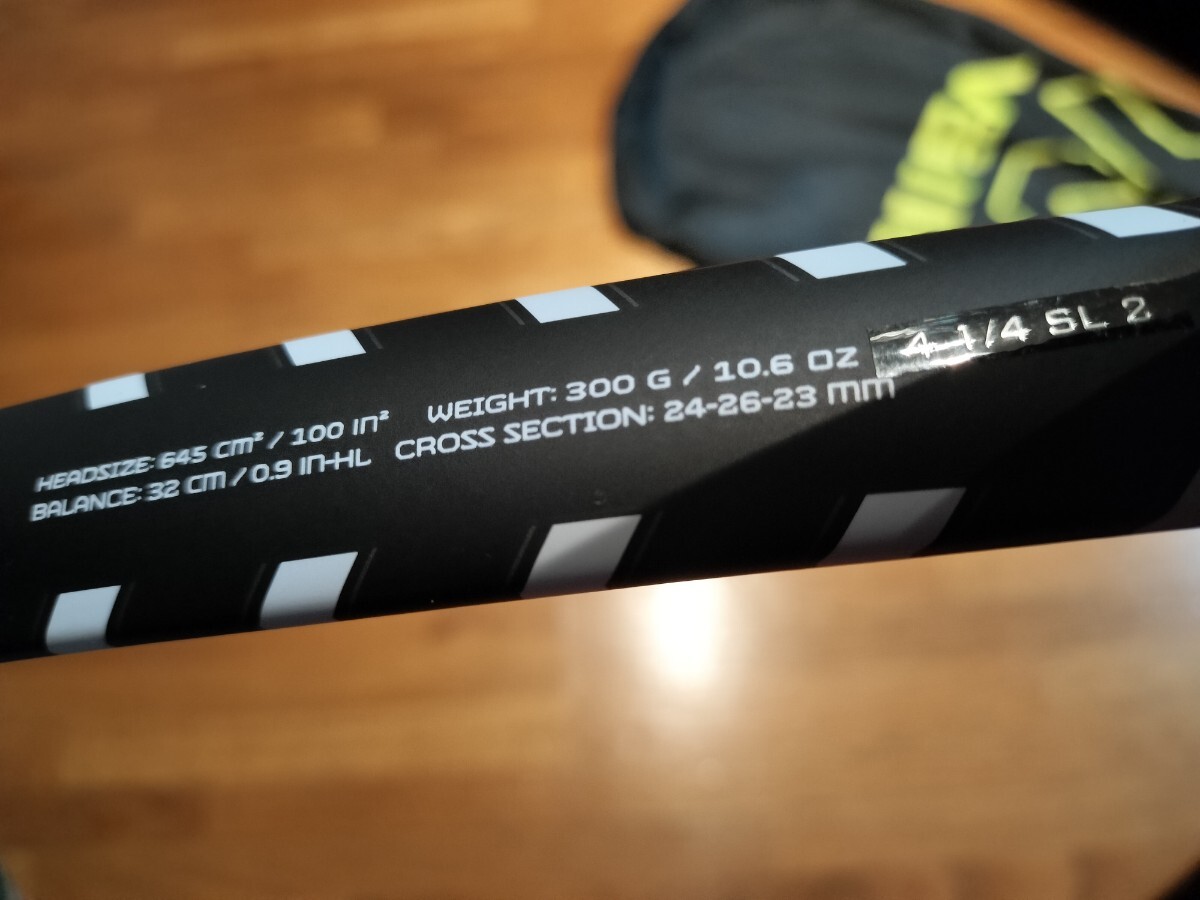 HEADSIZE: 645 cm² / 100 in² WEIGHT: 300 G / 10.6 OZ 4 1/4 SL 2
BALANCE: 32 CM / 0.9 IN-HL CROSS SECTION: 24-26-23 mm